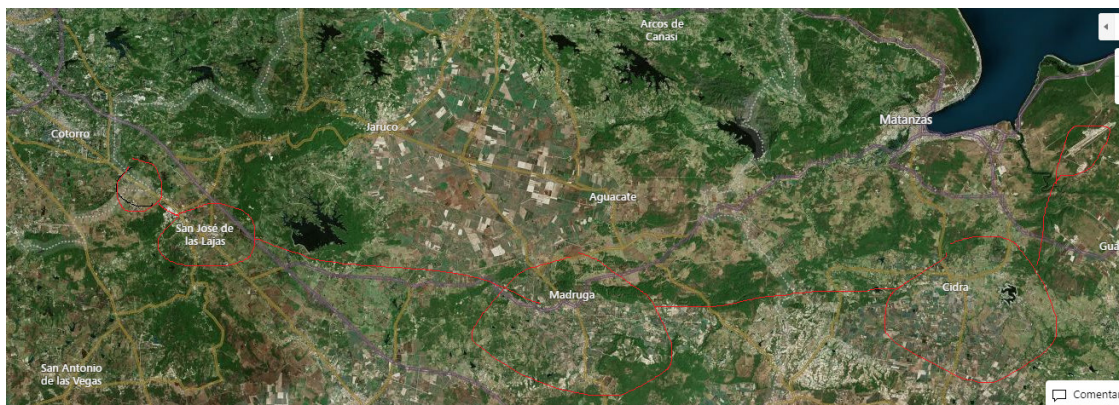 Arcos de
Canasí
Matanzas
Cotorro
Jaruco
Aguacate
San José de
las Lajas
Madruga
Cidra
San Antonio
de las Vegas